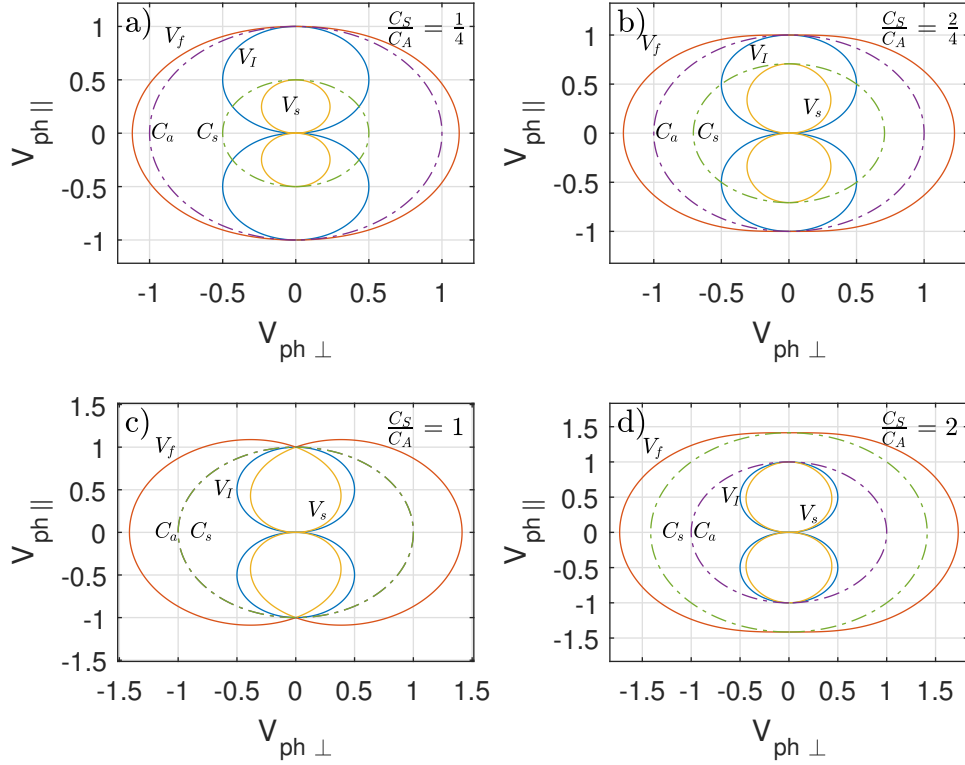 a)
C_S/C_A = 1/4
V_f
V_I
V_s
C_a
C_s
1
0.5
0
-0.5
-1
-1 -0.5 0 0.5 1
V_ph ||
V_ph ⊥
b)
C_S/C_A = 2/4
V_f
V_I
V_s
C_a
C_s
1
0.5
0
-0.5
-1
-1 -0.5 0 0.5 1
V_ph ||
V_ph ⊥
c)
C_S/C_A = 1
V_f
V_I
V_s
C_a
C_s
1.5
1
0.5
0
-0.5
-1
-1.5
-1.5 -1 -0.5 0 0.5 1 1.5
V_ph ||
V_ph ⊥
d)
C_S/C_A = 2
V_f
V_I
V_s
C_s
C_a
1.5
1
0.5
0
-0.5
-1
-1.5
-1.5 -1 -0.5 0 0.5 1 1.5
V_ph ||
V_ph ⊥